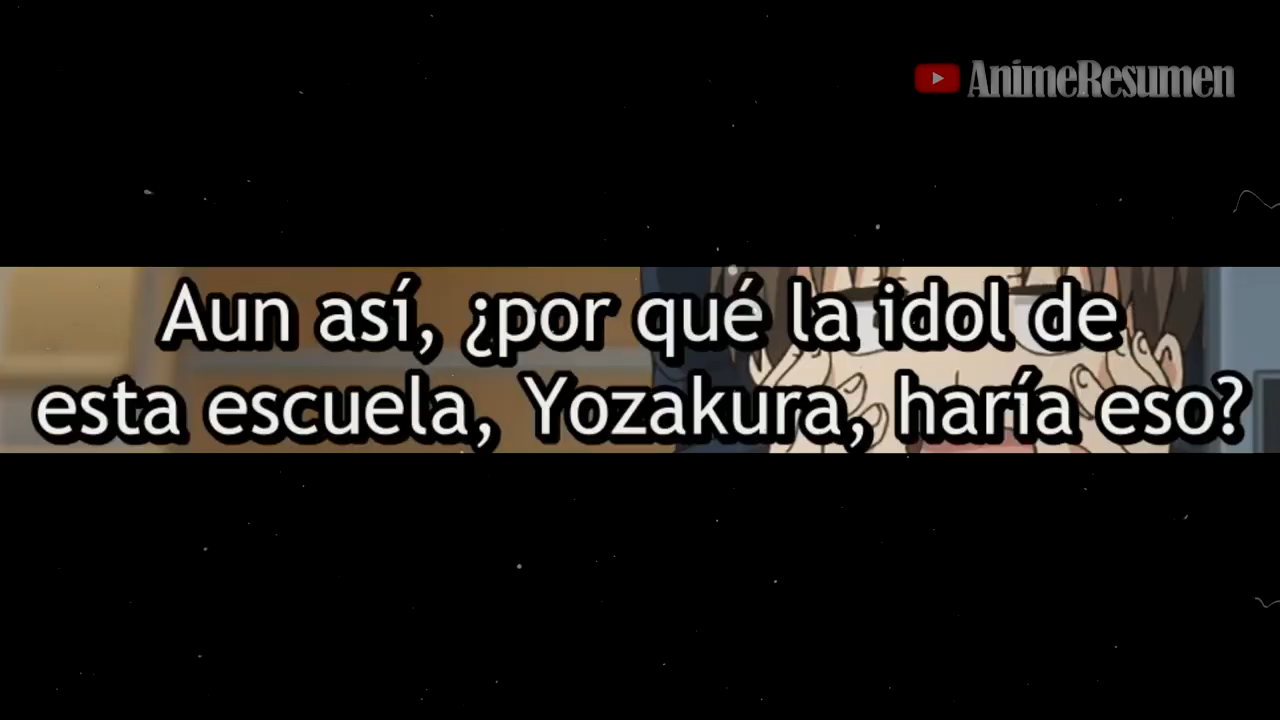 AnimeResumen
Aun así, ¿por qué la idol de
esta escuela, Yozakura, haría eso?